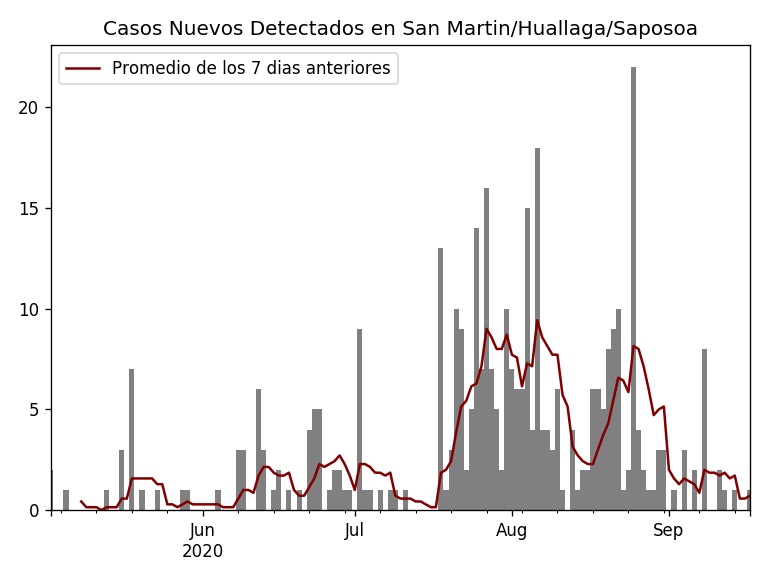 Casos Nuevos Detectados en San Martin/Huallaga/Saposoa
Promedio de los 7 dias anteriores
20
15
10
5
0
Jun
2020
Jul
Aug
Sep